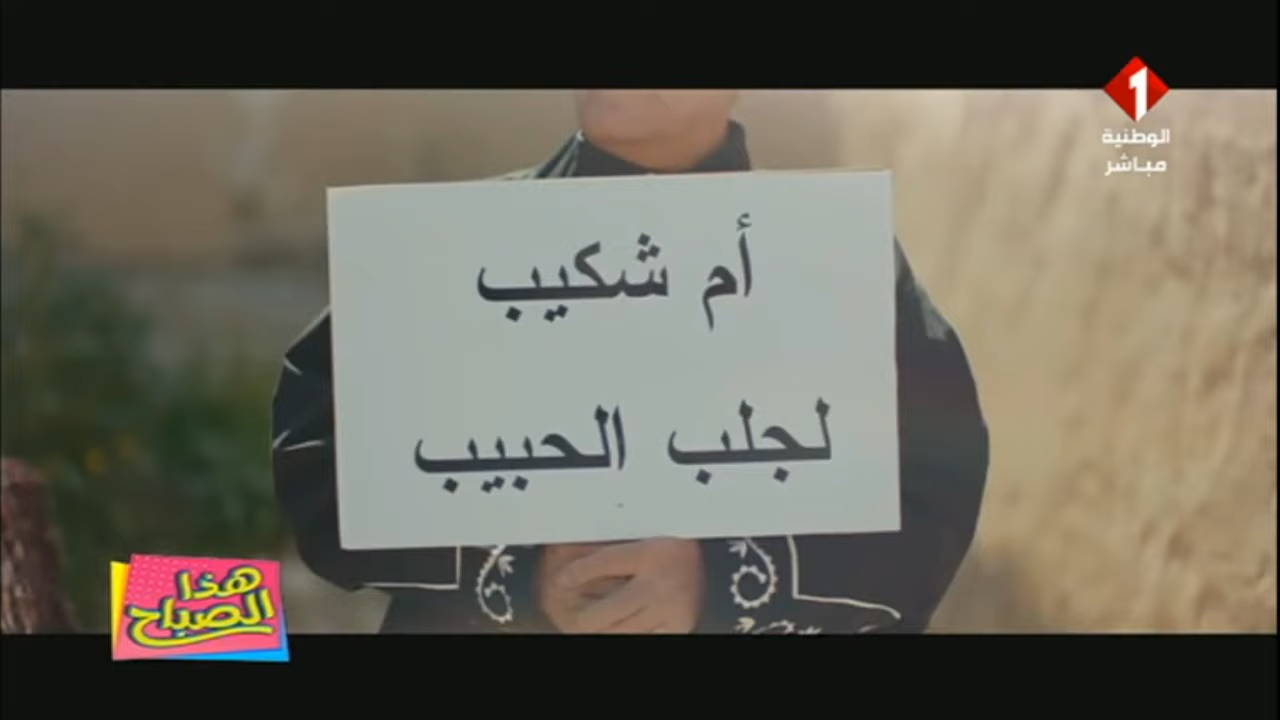 الوطنية
مباشر
أم شكيب
لجلب الحبيب
هذا
الصباح
1